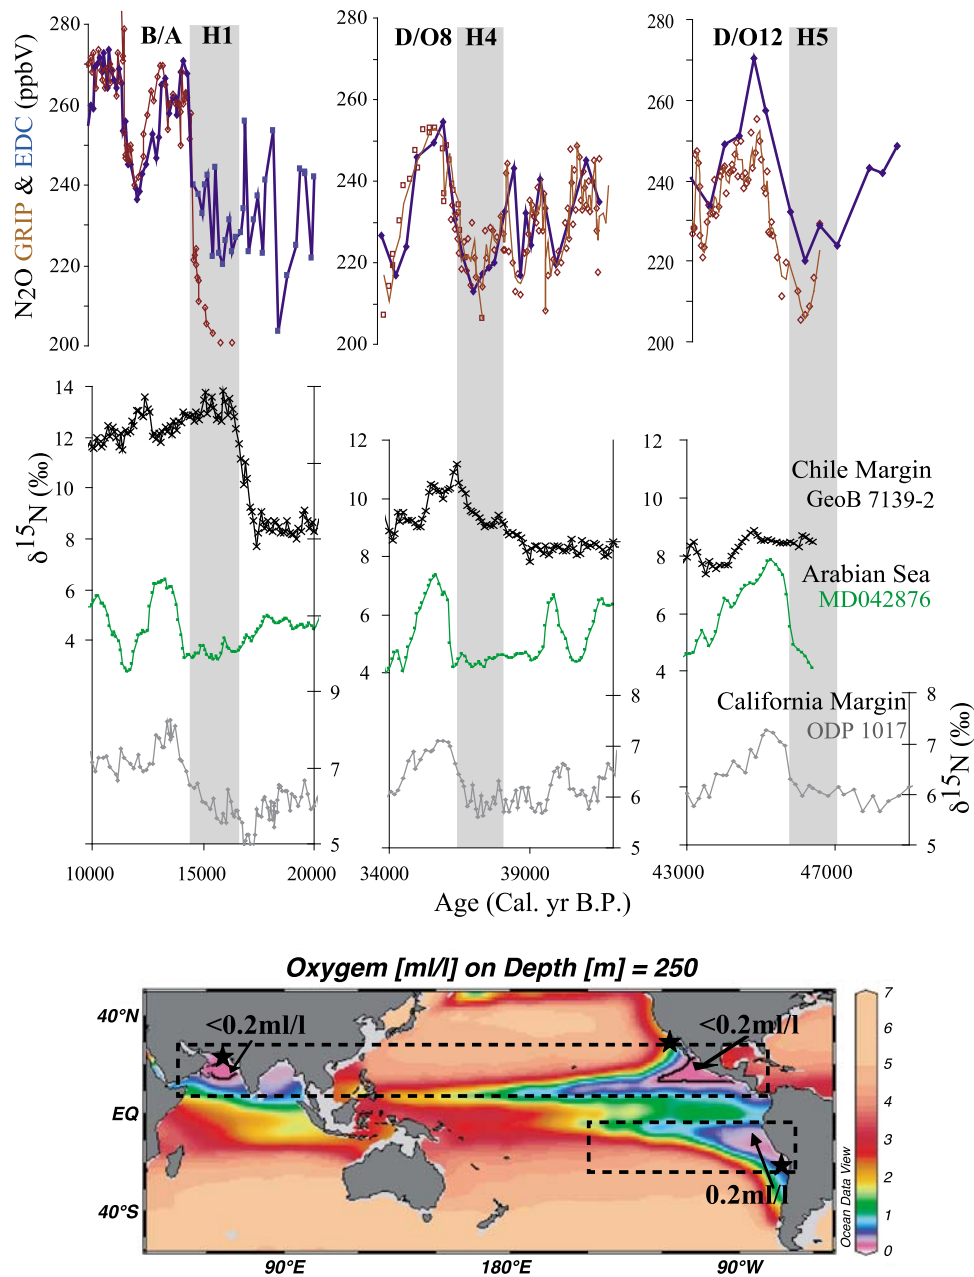 280
260
240
220
200
N2O GRIP & EDC (ppbV)
B/A H1
280
260
240
220
200
D/O8 H4
280
260
240
220
200
D/O12 H5
14
12
10
8
6
4
δ15N (‰)
9
7
5
12
10
8
6
4
8
7
6
5
12
10
8
6
4
Chile Margin
GeoB 7139-2
Arabian Sea
MD042876
California Margin
ODP 1017
8
7
6
5
δ15N (‰)
10000 15000 20000
34000 39000
43000 47000
Age (Cal. yr B.P.)
Oxygem [ml/l] on Depth [m] = 250
40°N
EQ
40°S
<0.2ml/l
<0.2ml/l
0.2ml/l
90°E 180°E 90°W
Ocean Data View
7
6
5
4
3
2
1
0